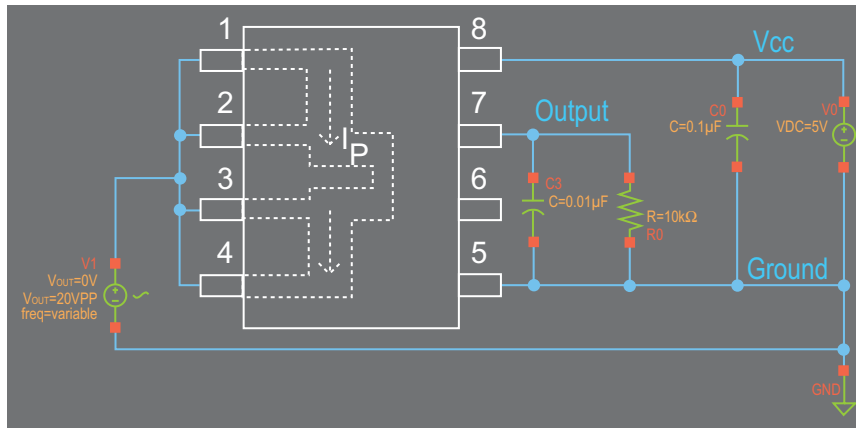 1
8
Vcc
2
7
Output
C0
C=0.1µF
V0
VDC=5V
IP
3
6
C3
C=0.01µF
R=10kΩ
R0
4
5
Ground
V1
VOUT=0V
VOUT=20VPP
freq=variable
GND